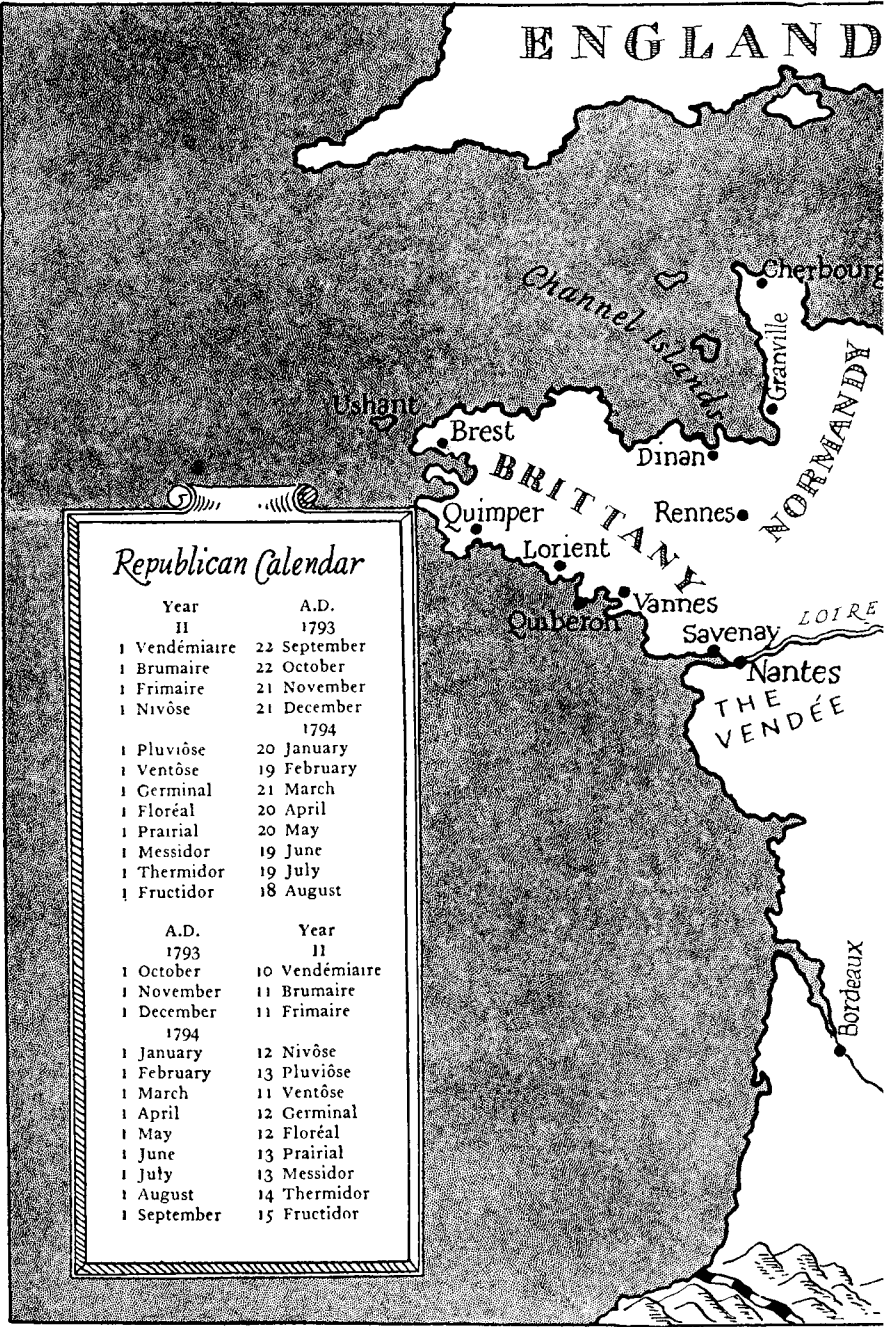 ENGLAND
Cherbourg
Channel Islands
Granville
NORMANDY
Ushant
Brest
Dinan
BRITTANY
Quimper
Rennes
Lorient
Quiberon
Vannes
LOIRE
Savenay
Nantes
THE
VENDÉE
Bordeaux
Republican Calendar
Year A.D.
II 1793
1 Vendémiaire 22 September
1 Brumaire 22 October
1 Frimaire 21 November
1 Nivôse 21 December
1794
1 Pluviôse 20 January
1 Ventôse 19 February
1 Germinal 21 March
1 Floréal 20 April
1 Prairial 20 May
1 Messidor 19 June
1 Thermidor 19 July
1 Fructidor 18 August
A.D. Year
1793 II
1 October 10 Vendémiaire
1 November 11 Brumaire
1 December 11 Frimaire
1794
1 January 12 Nivôse
1 February 13 Pluviôse
1 March 11 Ventôse
1 April 12 Germinal
1 May 12 Floréal
1 June 13 Prairial
1 July 13 Messidor
1 August 14 Thermidor
1 September 15 Fructidor